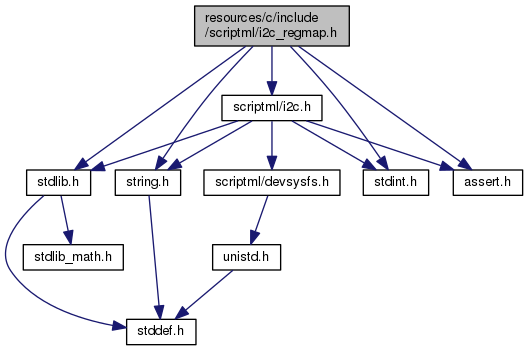 resources/c/include
/scriptml/i2c_regmap.h
scriptml/i2c.h
stdlib.h
string.h
scriptml/devsysfs.h
stdint.h
assert.h
stdlib_math.h
unistd.h
stddef.h